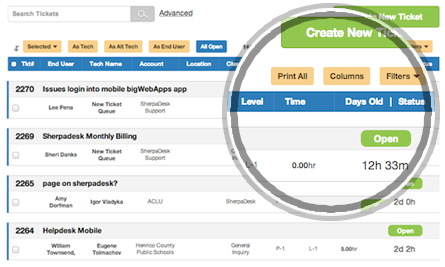 Search Tickets
Advanced
Create New Ticket
Create New Tic
Selected
As Tech
As Alt Tech
As End User
All Open
Print All
Columns
Filters
Tkt#
End User
Tech Name
Account
Location
Level
Time
Days Old
Status
2270
Issues login into mobile bigWebApps app
Open
Lee Pena
New Ticket Queue
SherpaDesk Support
L-1
0.00hr
12h 33m
2269
Sherpadesk Monthly Billing
Sheri Danks
New Ticket Queue
SherpaDesk Support
2265
page on sherpadesk?
Amy Dorfman
Igor Vladyka
ACLU
SherpaDesk
2d 0h
2264
Helpdesk Mobile
Open
William Townsend,
Eugene Tolmachov
Henrico County Public Schools
General Inquiry
P-1
L-1
5.00hr
2d 2h